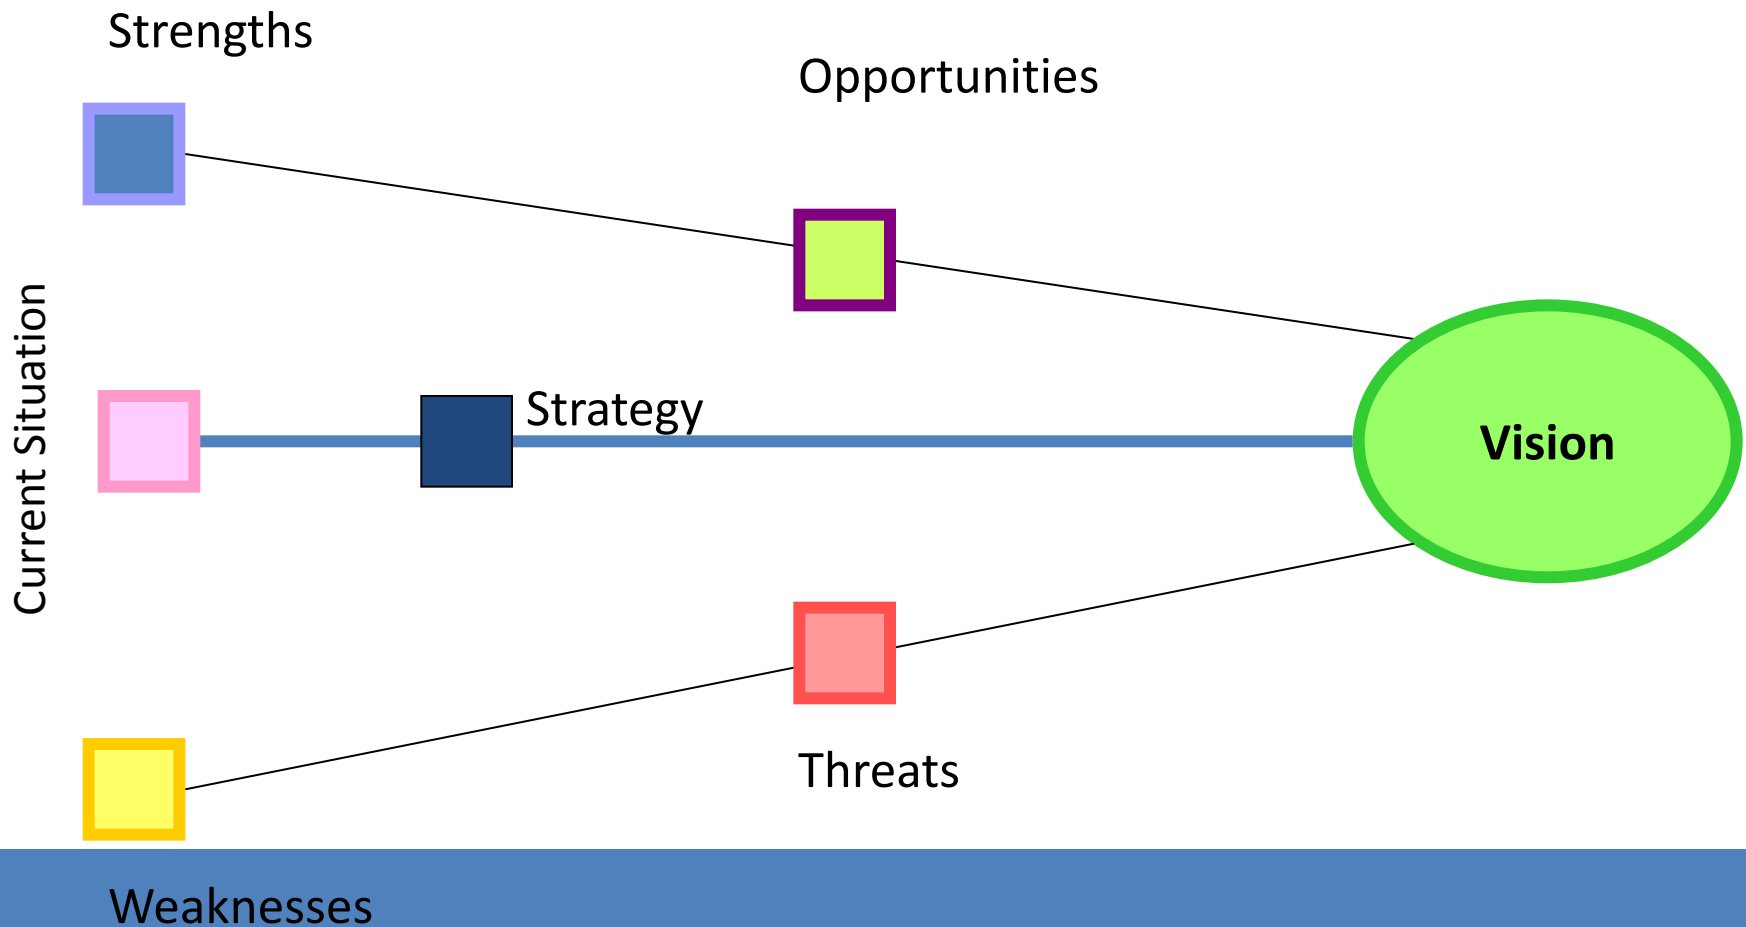 Strengths
Opportunities
Current Situation
Strategy
Vision
Threats
Weaknesses